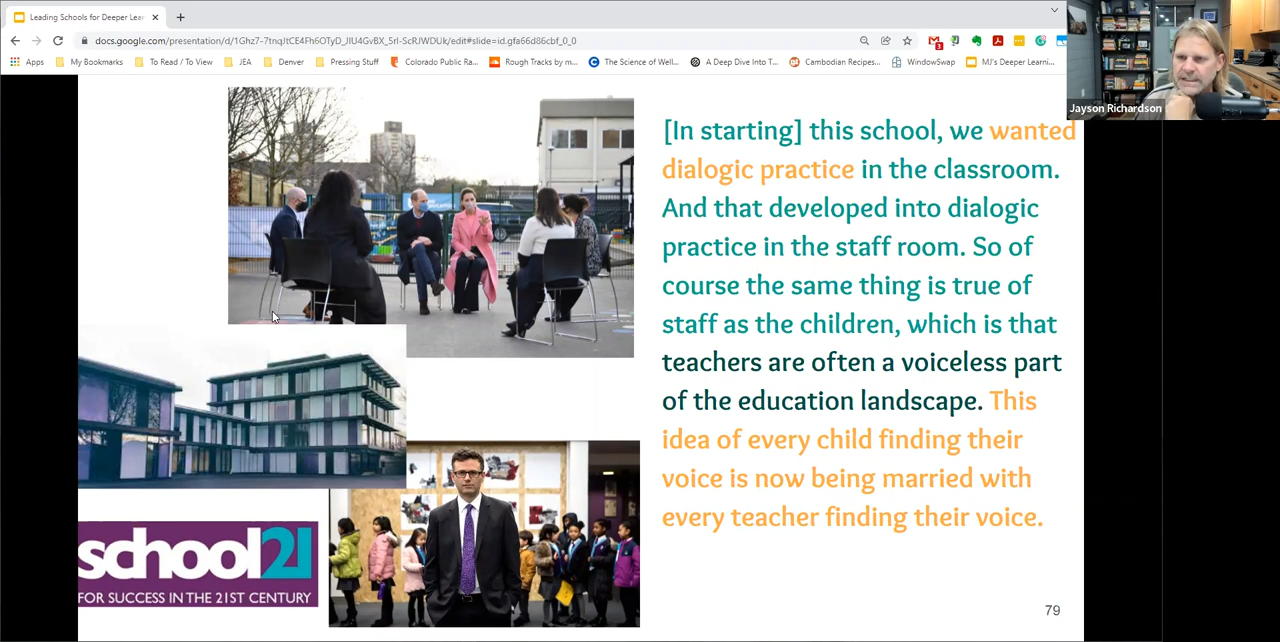 Leading Schools for Deeper Lea
docs.google.com/presentation/d/1Ghz7-7tnqJtCE4Fh6OTyD_JIU4GvBX_5rI-ScRJWDUk/edit#slide=id.gfa66d86cbf_0_0
Apps My Bookmarks To Read / To View JEA Denver Pressing Stuff Colorado Public Ra... Rough Tracks by m... The Science of Well... A Deep Dive Into T... Cambodian Recipes... WindowSwap MJ's Deeper Learni...
Jayson Richardson
[In starting] this school, we wanted
dialogic practice in the classroom.
And that developed into dialogic
practice in the staff room. So of
course the same thing is true of
staff as the children, which is that
teachers are often a voiceless part
of the education landscape. This
idea of every child finding their
voice is now being married with
every teacher finding their voice.
school21
FOR SUCCESS IN THE 21ST CENTURY
79